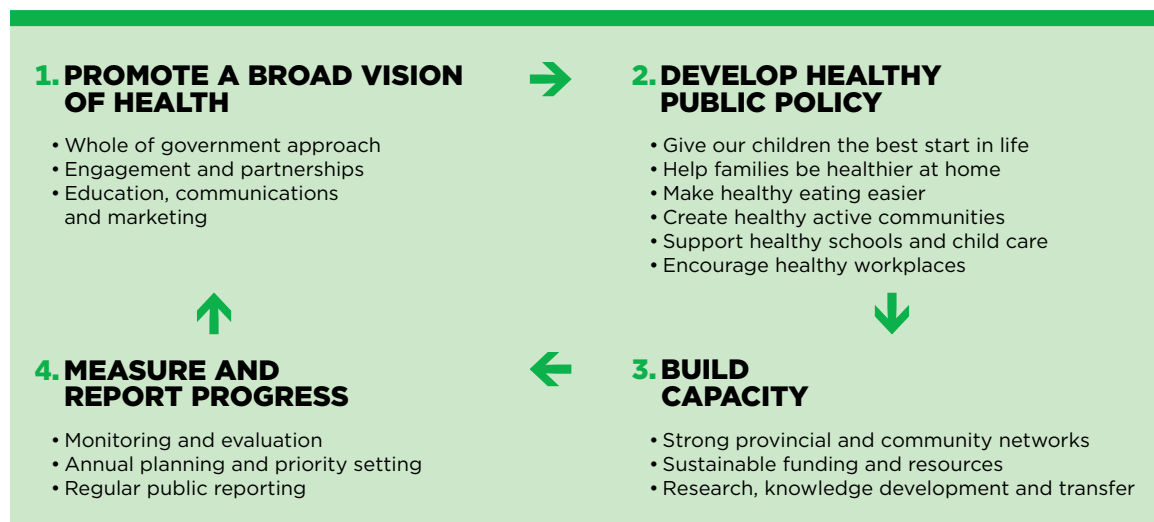 1. PROMOTE A BROAD VISION
OF HEALTH
• Whole of government approach
• Engagement and partnerships
• Education, communications
and marketing
2. DEVELOP HEALTHY
PUBLIC POLICY
• Give our children the best start in life
• Help families be healthier at home
• Make healthy eating easier
• Create healthy active communities
• Support healthy schools and child care
• Encourage healthy workplaces
3. BUILD
CAPACITY
• Strong provincial and community networks
• Sustainable funding and resources
• Research, knowledge development and transfer
4. MEASURE AND
REPORT PROGRESS
• Monitoring and evaluation
• Annual planning and priority setting
• Regular public reporting